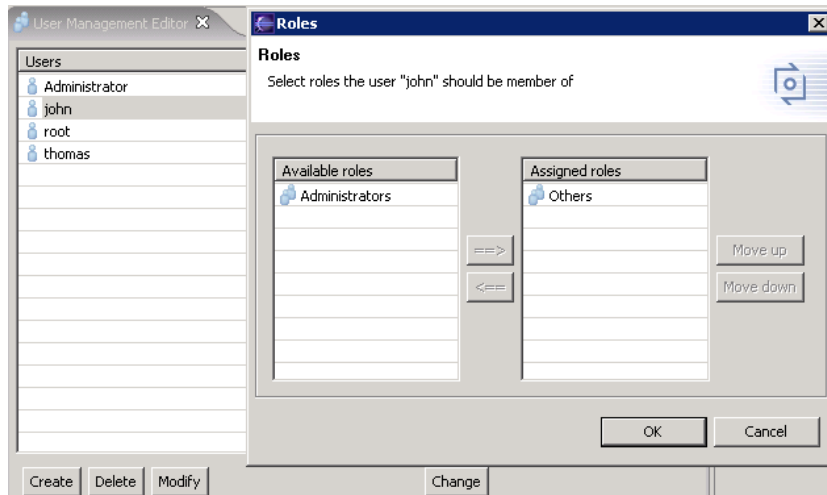 User Management Editor
Users
Administrator
john
root
thomas
Create Delete Modify
Change
Roles
Roles
Select roles the user "john" should be member of
Available roles
Administrators
==>
<==
Assigned roles
Others
Move up
Move down
OK
Cancel